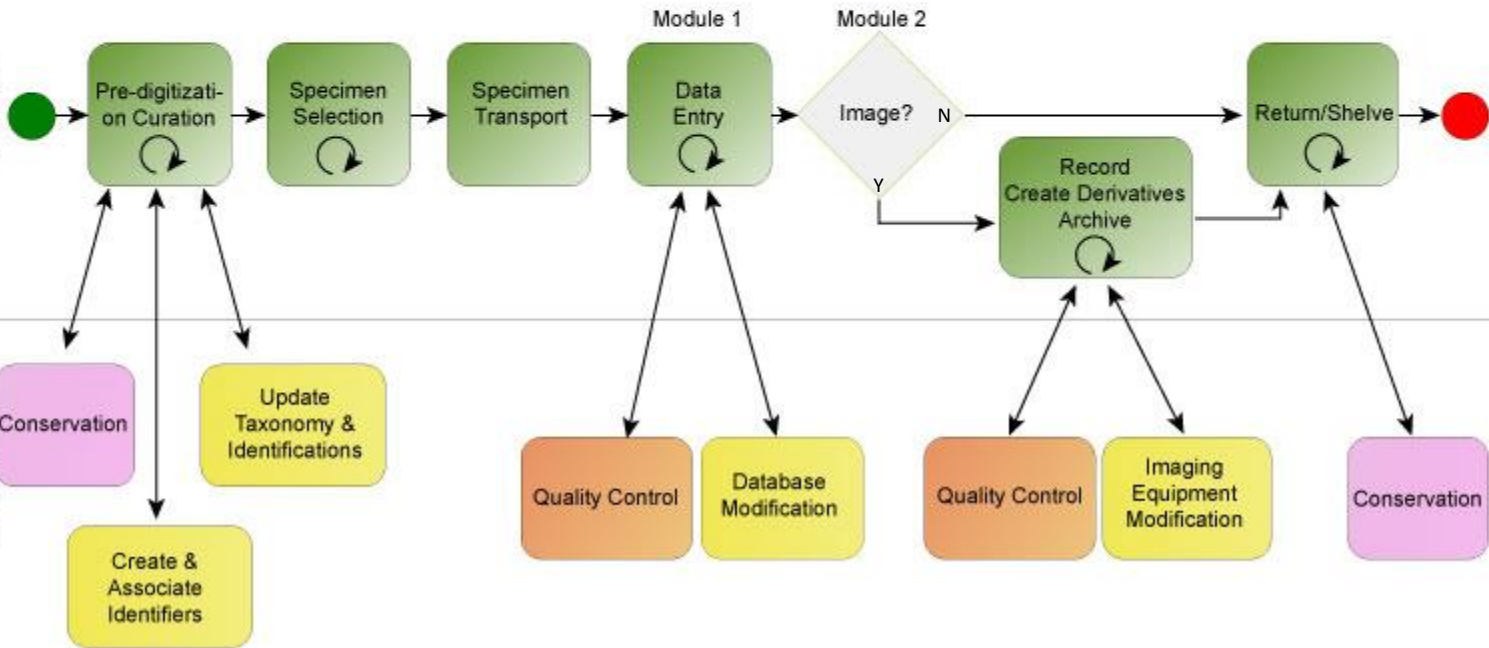 Module 1
Module 2
Pre-digitizati-
on Curation
Specimen
Selection
Specimen
Transport
Data
Entry
Image?
N
Y
Record
Create Derivatives
Archive
Return/Shelve
Conservation
Update
Taxonomy &
Identifications
Create &
Associate
Identifiers
Quality Control
Database
Modification
Quality Control
Imaging
Equipment
Modification
Conservation